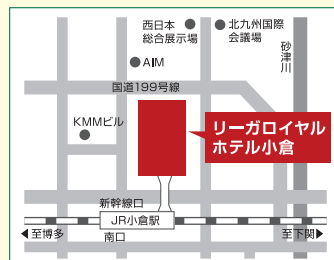 西日本
総合展示場
北九州国際
会議場
砂津川
AIM
国道199号線
KMMビル
リーガロイヤル
ホテル小倉
新幹線口
JR小倉駅
至博多
南口
至下関